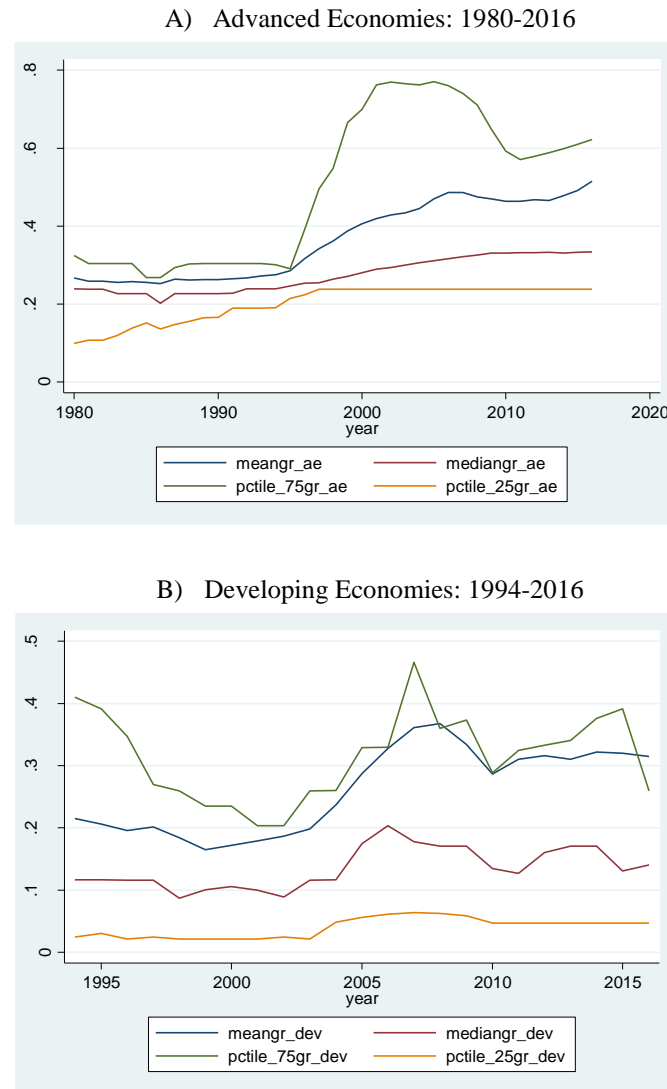 A) Advanced Economies: 1980-2016
.8
.6
.4
.2
0
1980 1990 2000 2010 2020
year
meangr_ae mediangr_ae
pctile_75gr_ae pctile_25gr_ae
B) Developing Economies: 1994-2016
.5
.4
.3
.2
.1
0
1995 2000 2005 2010 2015
year
meangr_dev mediangr_dev
pctile_75gr_dev pctile_25gr_dev